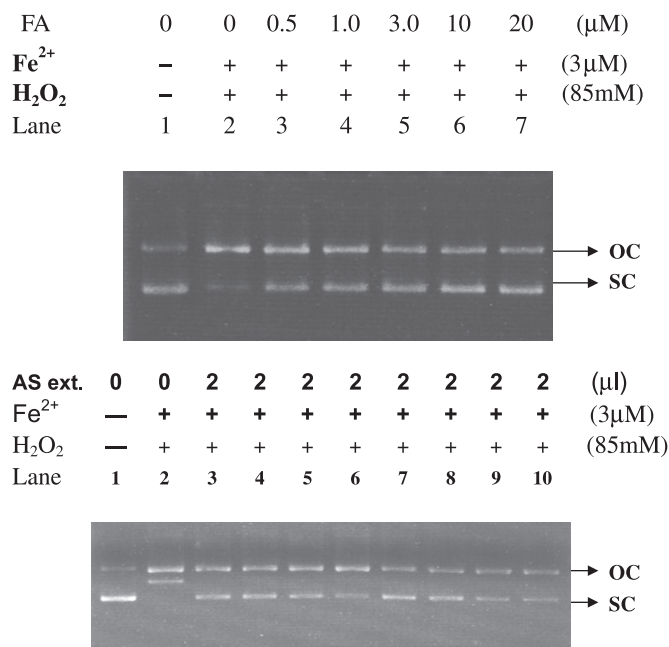 FA 0 0 0.5 1.0 3.0 10 20 (μM)
Fe²⁺ – + + + + + + (3μM)
H₂O₂ – + + + + + + (85mM)
Lane 1 2 3 4 5 6 7
OC
SC
AS ext. 0 0 2 2 2 2 2 2 2 2 (μl)
Fe²⁺ — + + + + + + + + + (3μM)
H₂O₂ — + + + + + + + + + (85mM)
Lane 1 2 3 4 5 6 7 8 9 10
OC
SC